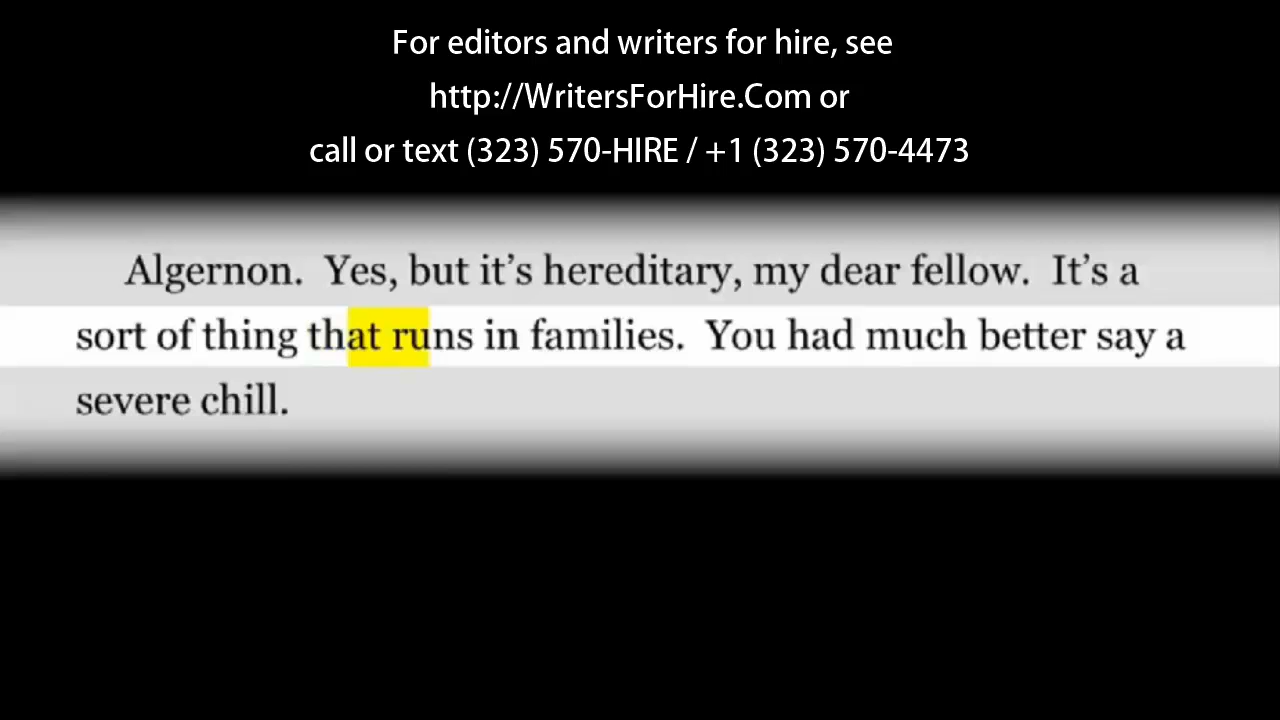 For editors and writers for hire, see
http://WritersForHire.Com or
call or text (323) 570-HIRE / +1 (323) 570-4473
Algernon.  Yes, but it’s hereditary, my dear fellow.  It’s a
sort of thing that runs in families.  You had much better say a
severe chill.